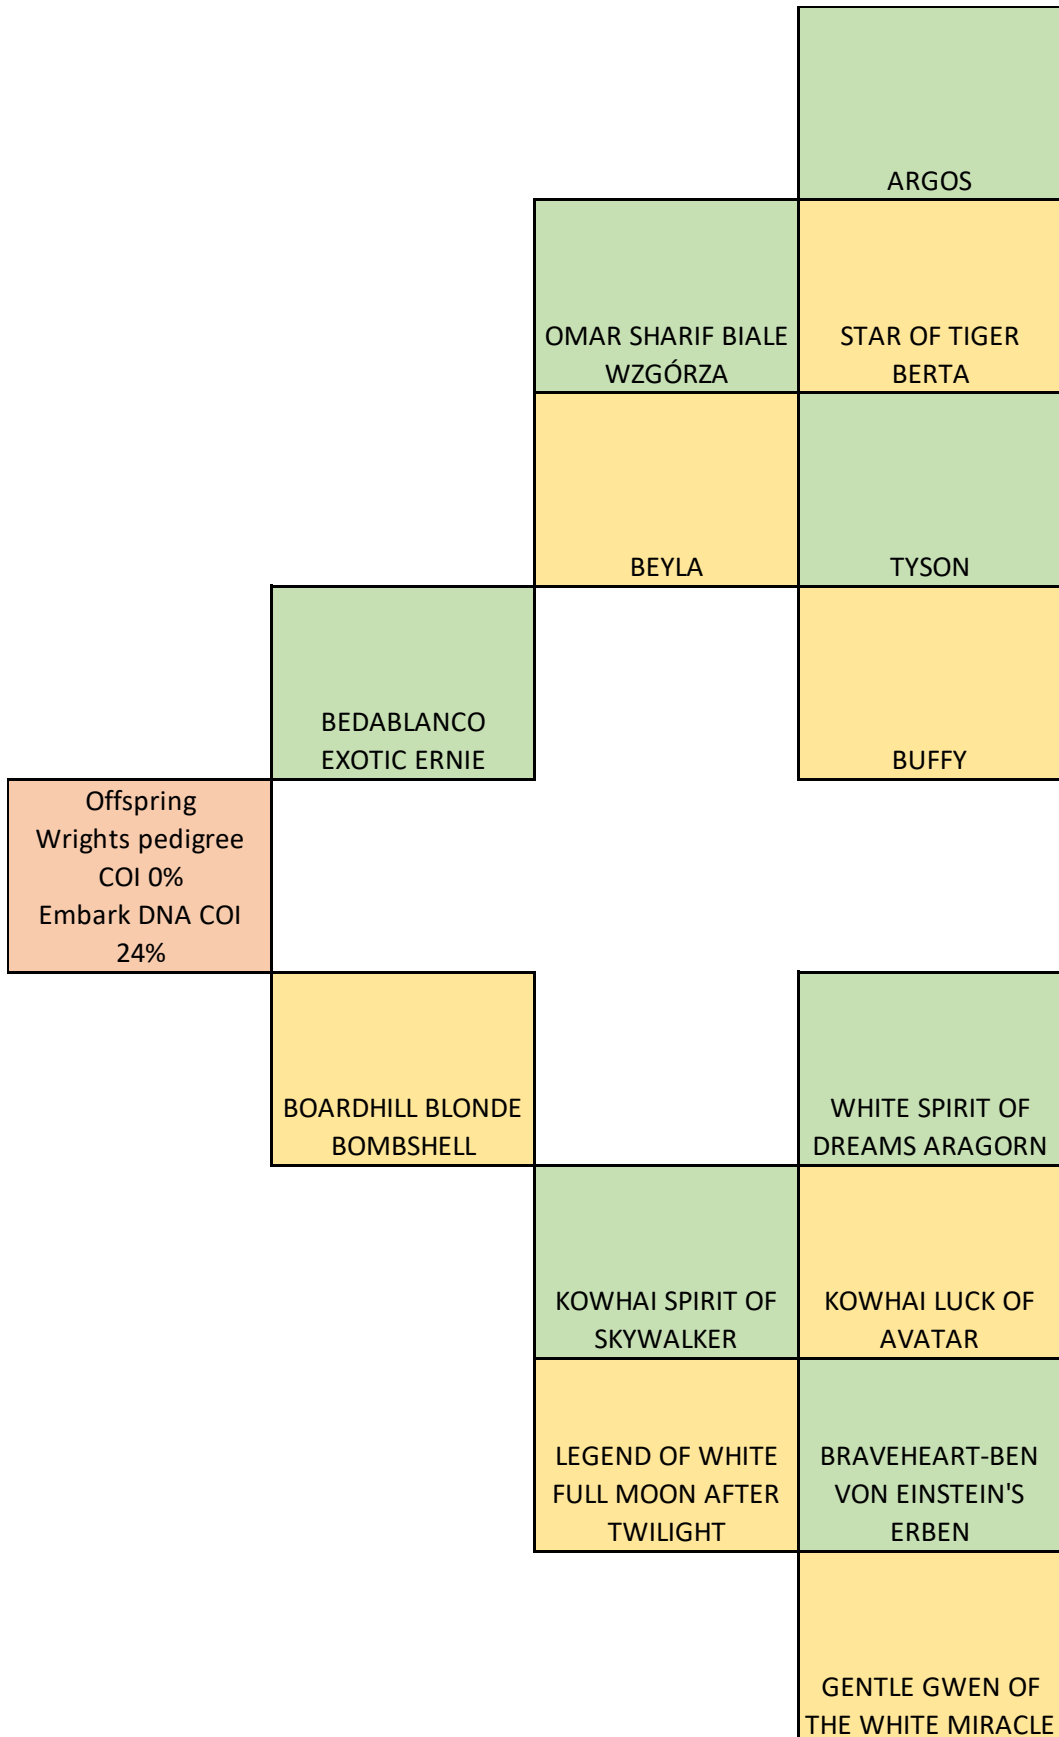 ARGOS
OMAR SHARIF BIALE
WZGÓRZA
STAR OF TIGER
BERTA
BEYLA
TYSON
BEDABLANCO
EXOTIC ERNIE
BUFFY
Offspring
Wrights pedigree
COI 0%
Embark DNA COI
24%
BOARDHILL BLONDE
BOMBSHELL
WHITE SPIRIT OF
DREAMS ARAGORN
KOWHAI SPIRIT OF
SKYWALKER
KOWHAI LUCK OF
AVATAR
LEGEND OF WHITE
FULL MOON AFTER
TWILIGHT
BRAVEHEART-BEN
VON EINSTEIN'S
ERBEN
GENTLE GWEN OF
THE WHITE MIRACLE